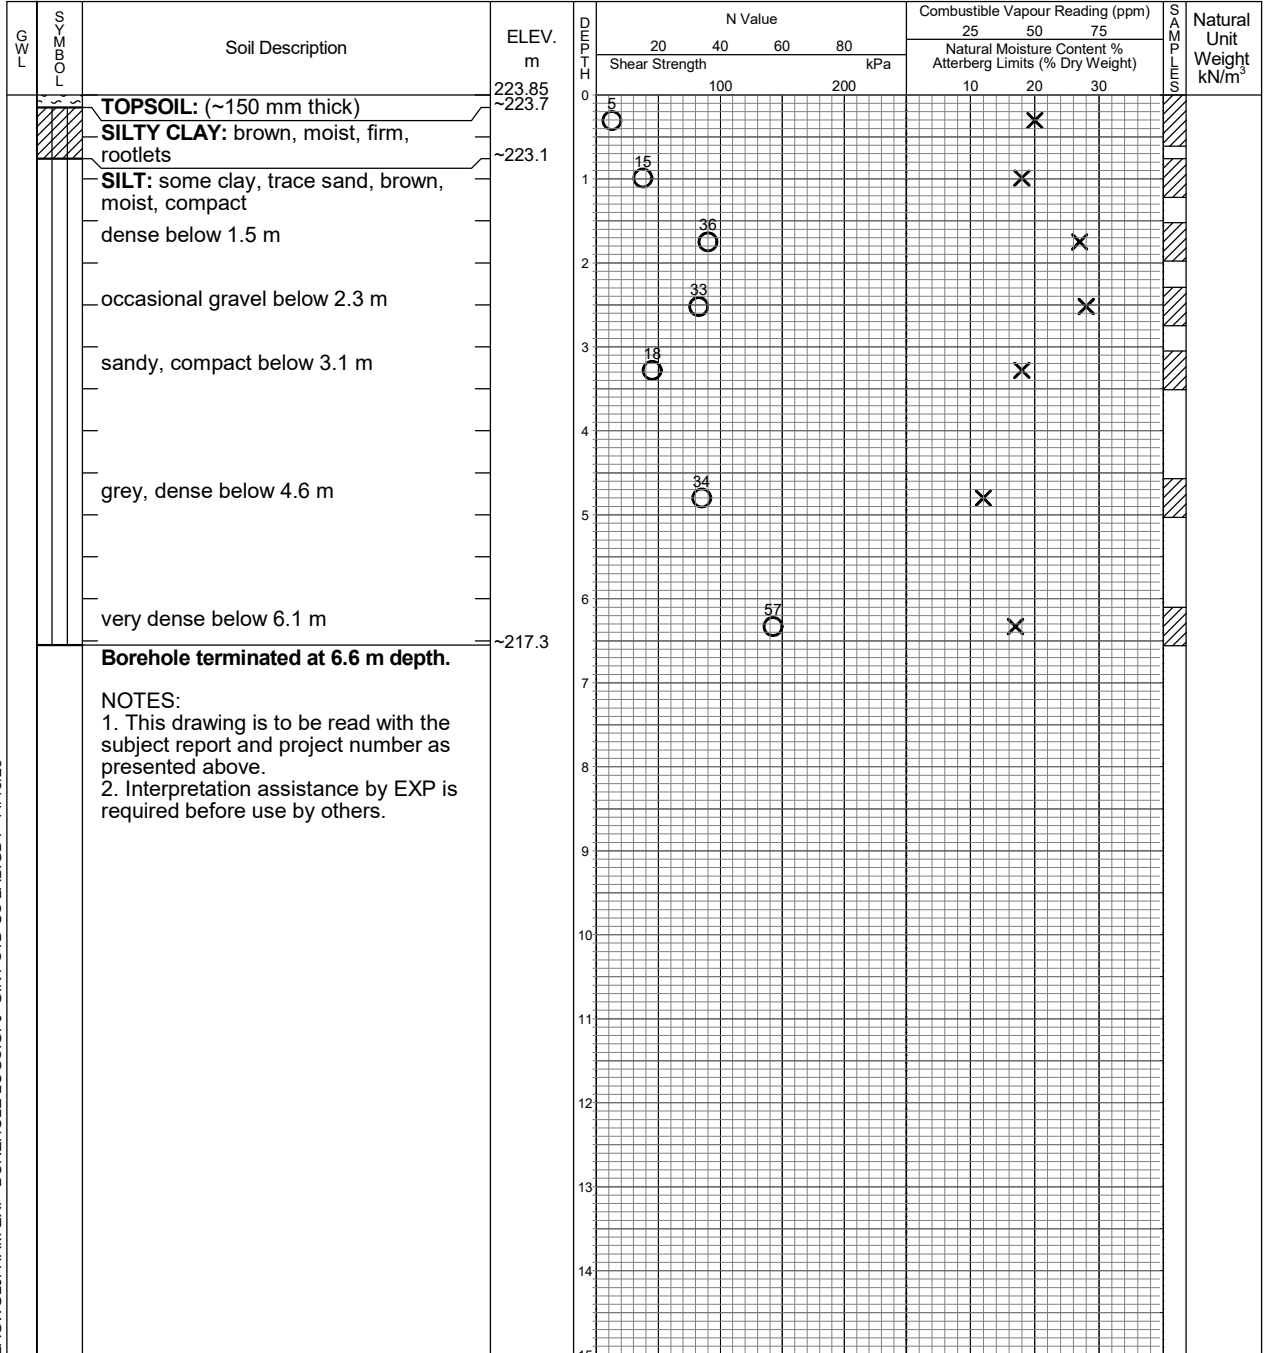 GWL
SYMBOL
Soil Description
ELEV.
m
DEPTH
N Value
20 40 60 80
Shear Strength kPa
100 200
Combustible Vapour Reading (ppm)
25 50 75
Natural Moisture Content %
Atterberg Limits (% Dry Weight)
10 20 30
SAMPLES
Natural
Unit
Weight
kN/m³
223.85
0
TOPSOIL: (~150 mm thick)
~223.7
5
SILTY CLAY: brown, moist, firm,
rootlets
~223.1
15
SILT: some clay, trace sand, brown,
moist, compact
1
dense below 1.5 m
36
2
occasional gravel below 2.3 m
33
3
sandy, compact below 3.1 m
18
4
grey, dense below 4.6 m
34
5
6
very dense below 6.1 m
57
~217.3
Borehole terminated at 6.6 m depth.
7
NOTES:
1. This drawing is to be read with the
subject report and project number as
presented above.
8
2. Interpretation assistance by EXP is
required before use by others.
9
10
11
12
13
14